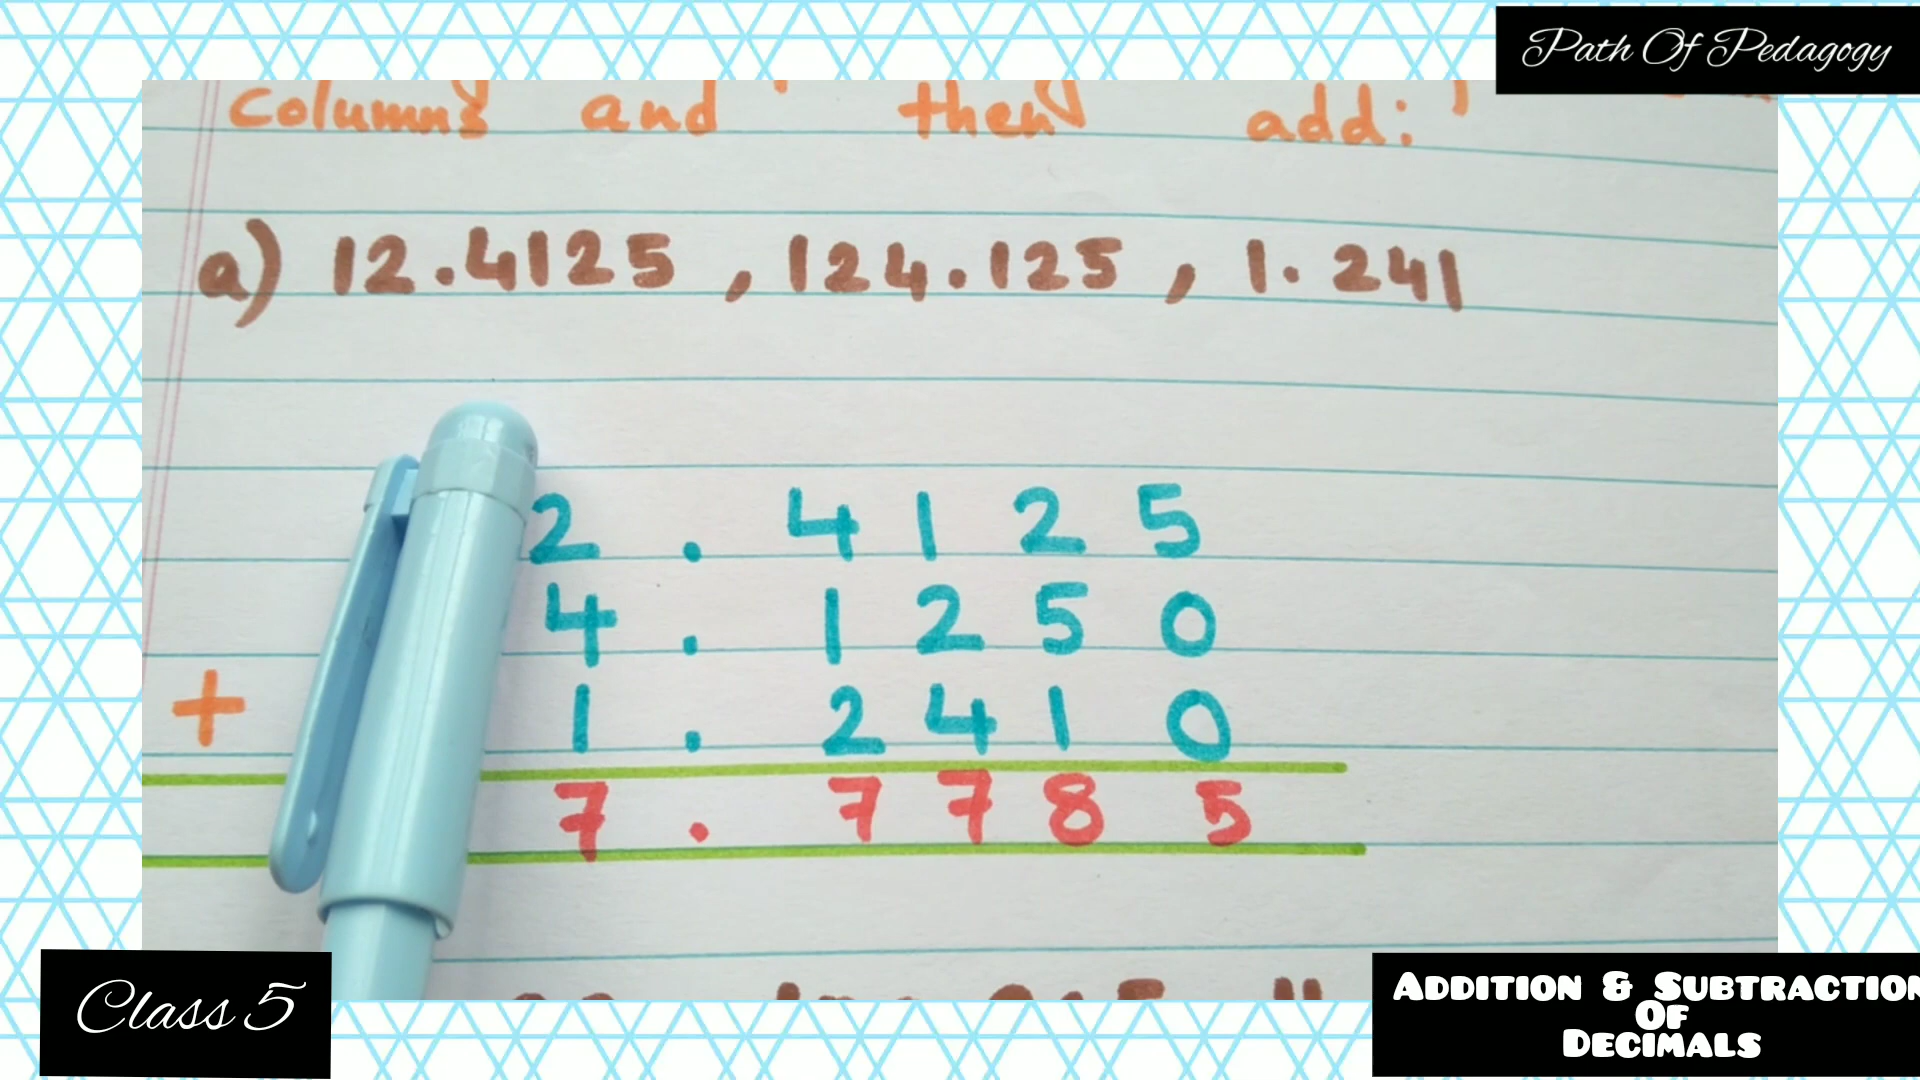 Path Of Pedagogy
columns and then add:
a) 12.4125 , 124.125 , 1.241
2 . 4 1 2 5
4 . 1 2 5 0
+ 1 . 2 4 1 0
7 . 7 7 8 5
Class 5
ADDITION & SUBTRACTION
OF
DECIMALS